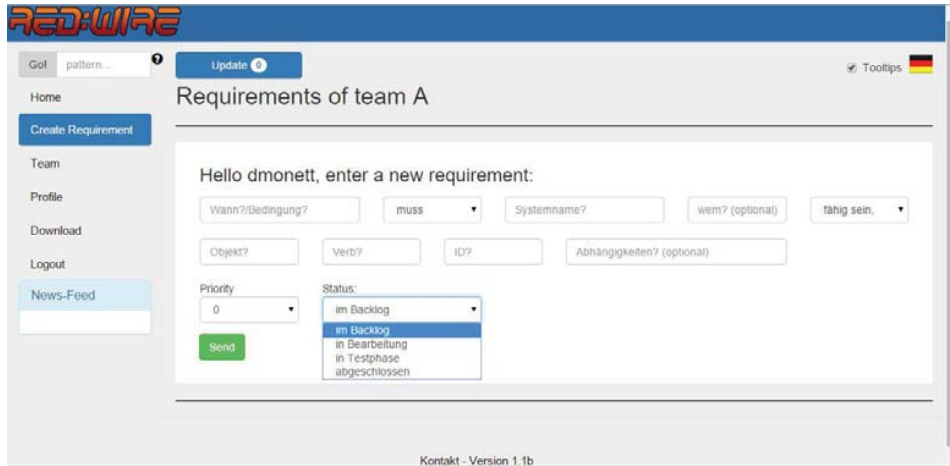 RED:WIRE
Go! pattern... ?
Update 0
Tooltips
Home
Requirements of team A
Create Requirement
Team
Profile
Download
Logout
News-Feed
Hello dmonett, enter a new requirement:
Wann?/Bedingung? muss Systemname? wem? (optional) fähig sein,
Objekt? Verb? ID? Abhängigkeiten? (optional)
Priority Status:
0 im Backlog
im Backlog
in Bearbeitung
in Testphase
abgeschlossen
Send
Kontakt - Version 1.1b